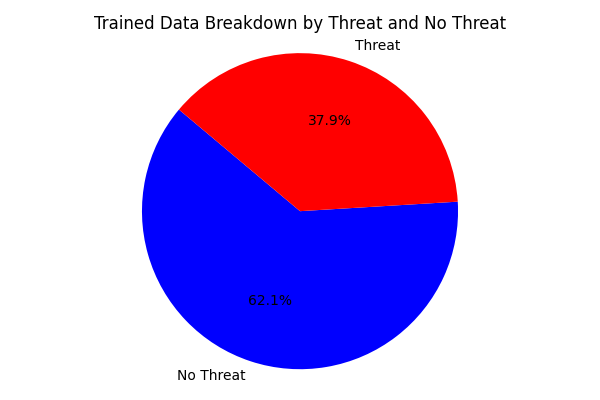 Trained Data Breakdown by Threat and No Threat
Threat
37.9%
62.1%
No Threat